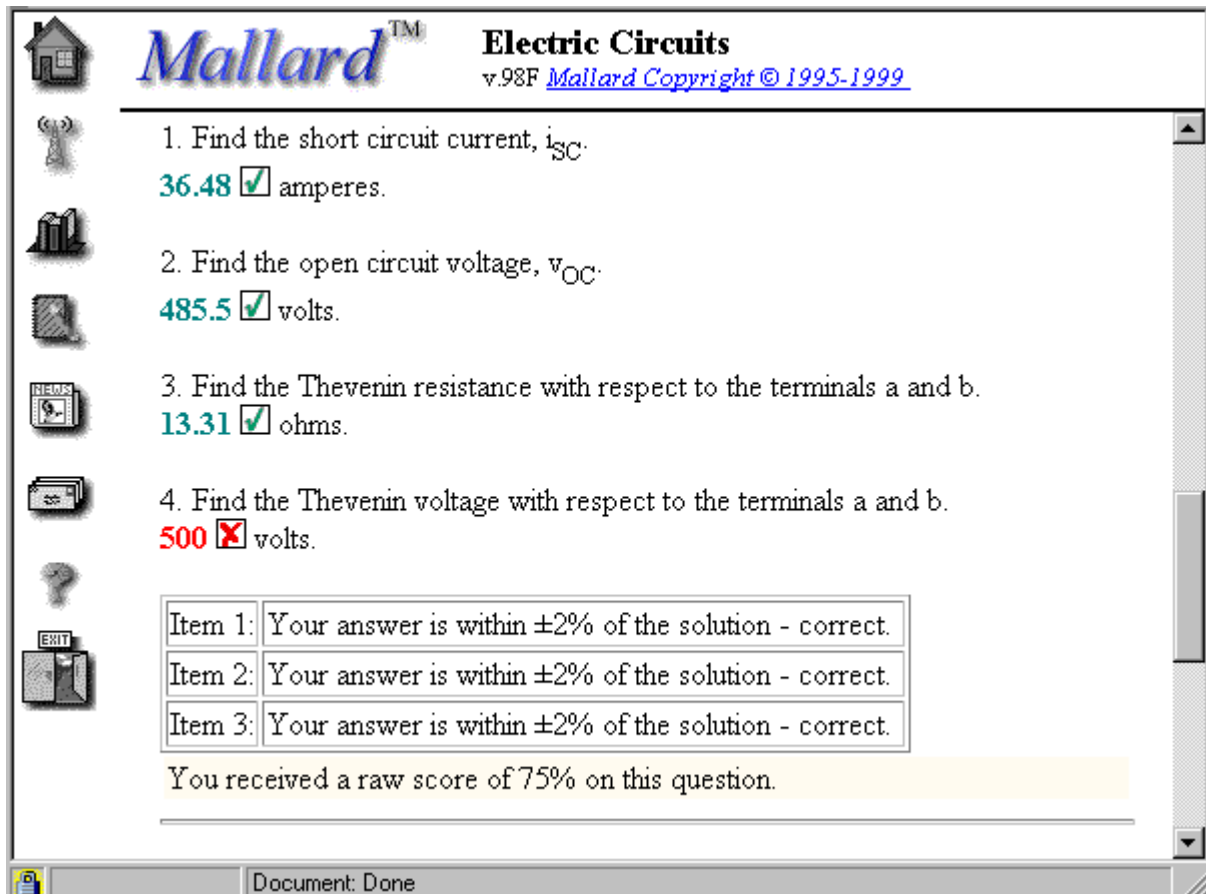 Mallard™
Electric Circuits
v.98F Mallard Copyright © 1995-1999
1. Find the short circuit current, iSC.
36.48 amperes.
2. Find the open circuit voltage, vOC.
485.5 volts.
3. Find the Thevenin resistance with respect to the terminals a and b.
13.31 ohms.
4. Find the Thevenin voltage with respect to the terminals a and b.
500 volts.
NEWS
EXIT
Item 1: Your answer is within ±2% of the solution - correct.
Item 2: Your answer is within ±2% of the solution - correct.
Item 3: Your answer is within ±2% of the solution - correct.
You received a raw score of 75% on this question.
Document: Done